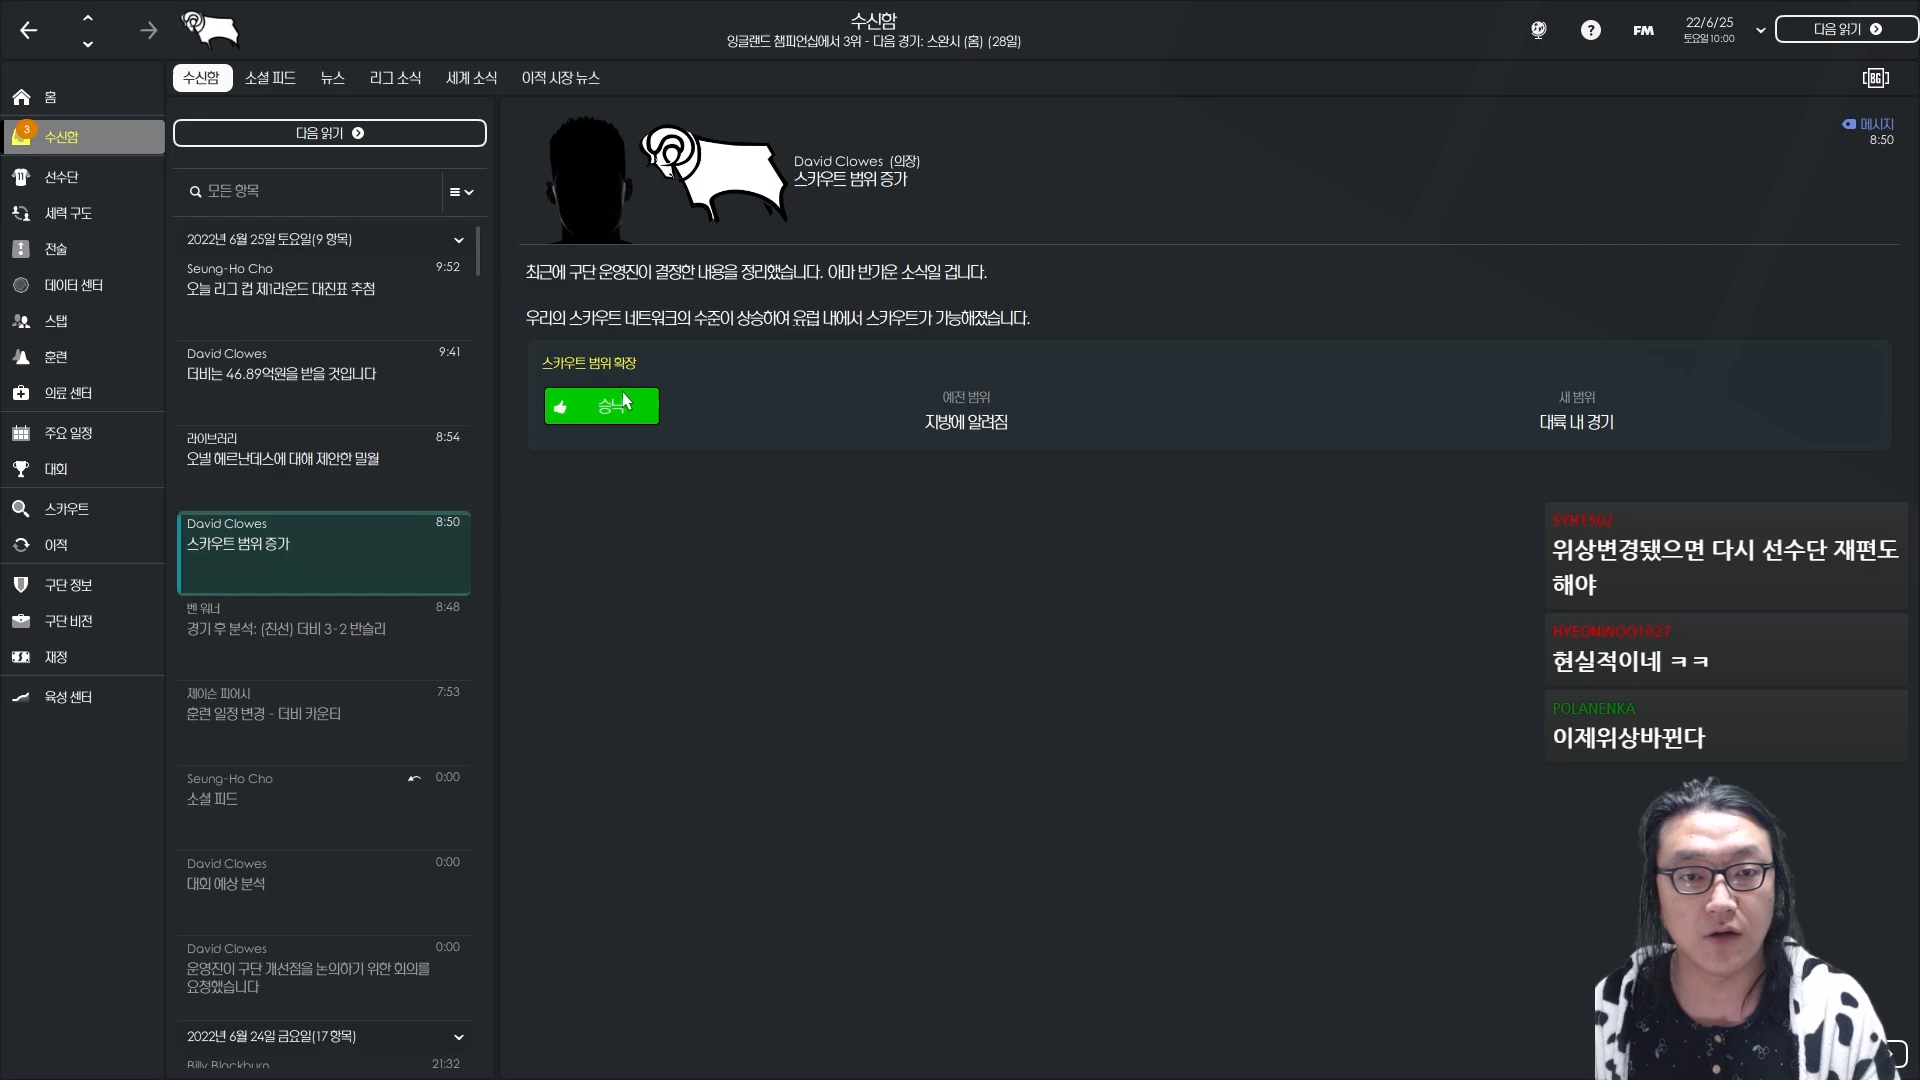 수신함
잉글랜드 챔피언십에서 3위 - 다음 경기: 스완시 (홈) (28일)
?
FM
22/6/25
토요일 10:00
다음 읽기
수신함
소셜 피드
뉴스
리그 소식
세계 소식
이적 시장 뉴스
BG
홈
3
수신함
선수단
세력 구도
전술
데이터 센터
스탭
훈련
의료 센터
주요 일정
대회
스카우트
이적
구단 정보
구단 비전
재정
육성 센터
다음 읽기
모든 항목
2022년 6월 25일 토요일(9 항목)
Seung-Ho Cho
9:52
오늘 리그 컵 제1라운드 대진표 추첨
David Clowes
9:41
더비는 46.89억원을 받을 것입니다
라이브러리
8:54
오넬 에르난데스에 대해 제안한 밀월
David Clowes
8:50
스카우트 범위 증가
벤 워너
8:48
경기 후 분석: (친선) 더비 3-2 반슬리
제이슨 피어시
7:53
훈련 일정 변경 - 더비 카운티
Seung-Ho Cho
0:00
소셜 피드
David Clowes
0:00
대회 예상 분석
David Clowes
0:00
운영진이 구단 개선점을 논의하기 위한 회의를
요청했습니다
2022년 6월 24일 금요일(17 항목)
Billy Blackburn
21:32
David Clowes (의장)
스카우트 범위 증가
메시지
8:50
최근에 구단 운영진이 결정한 내용을 정리했습니다. 아마 반가운 소식일 겁니다.
우리의 스카우트 네트워크의 수준이 상승하여 유럽 내에서 스카우트가 가능해졌습니다.
스카우트 범위 확장
승낙
예전 범위
지방에 알려짐
새 범위
대륙 내 경기
SYH1502
위상변경됐으면 다시 선수단 재편도
해야
HYEONWOO1027
현실적이네 ㅋㅋ
POLANENKA
이제위상바뀐다